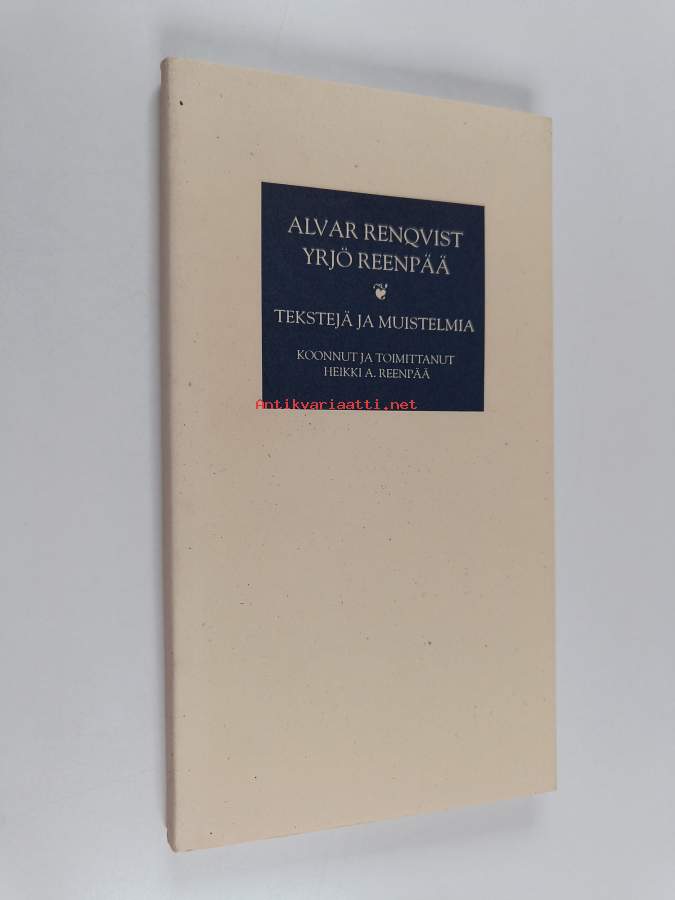 ALVAR RENQVIST
YRJÖ REENPÄÄ
TEKSTEJÄ JA MUISTELMIA
KOONNUT JA TOIMITTANUT
HEIKKI A. REENPÄÄ
Antikvariaatti.net